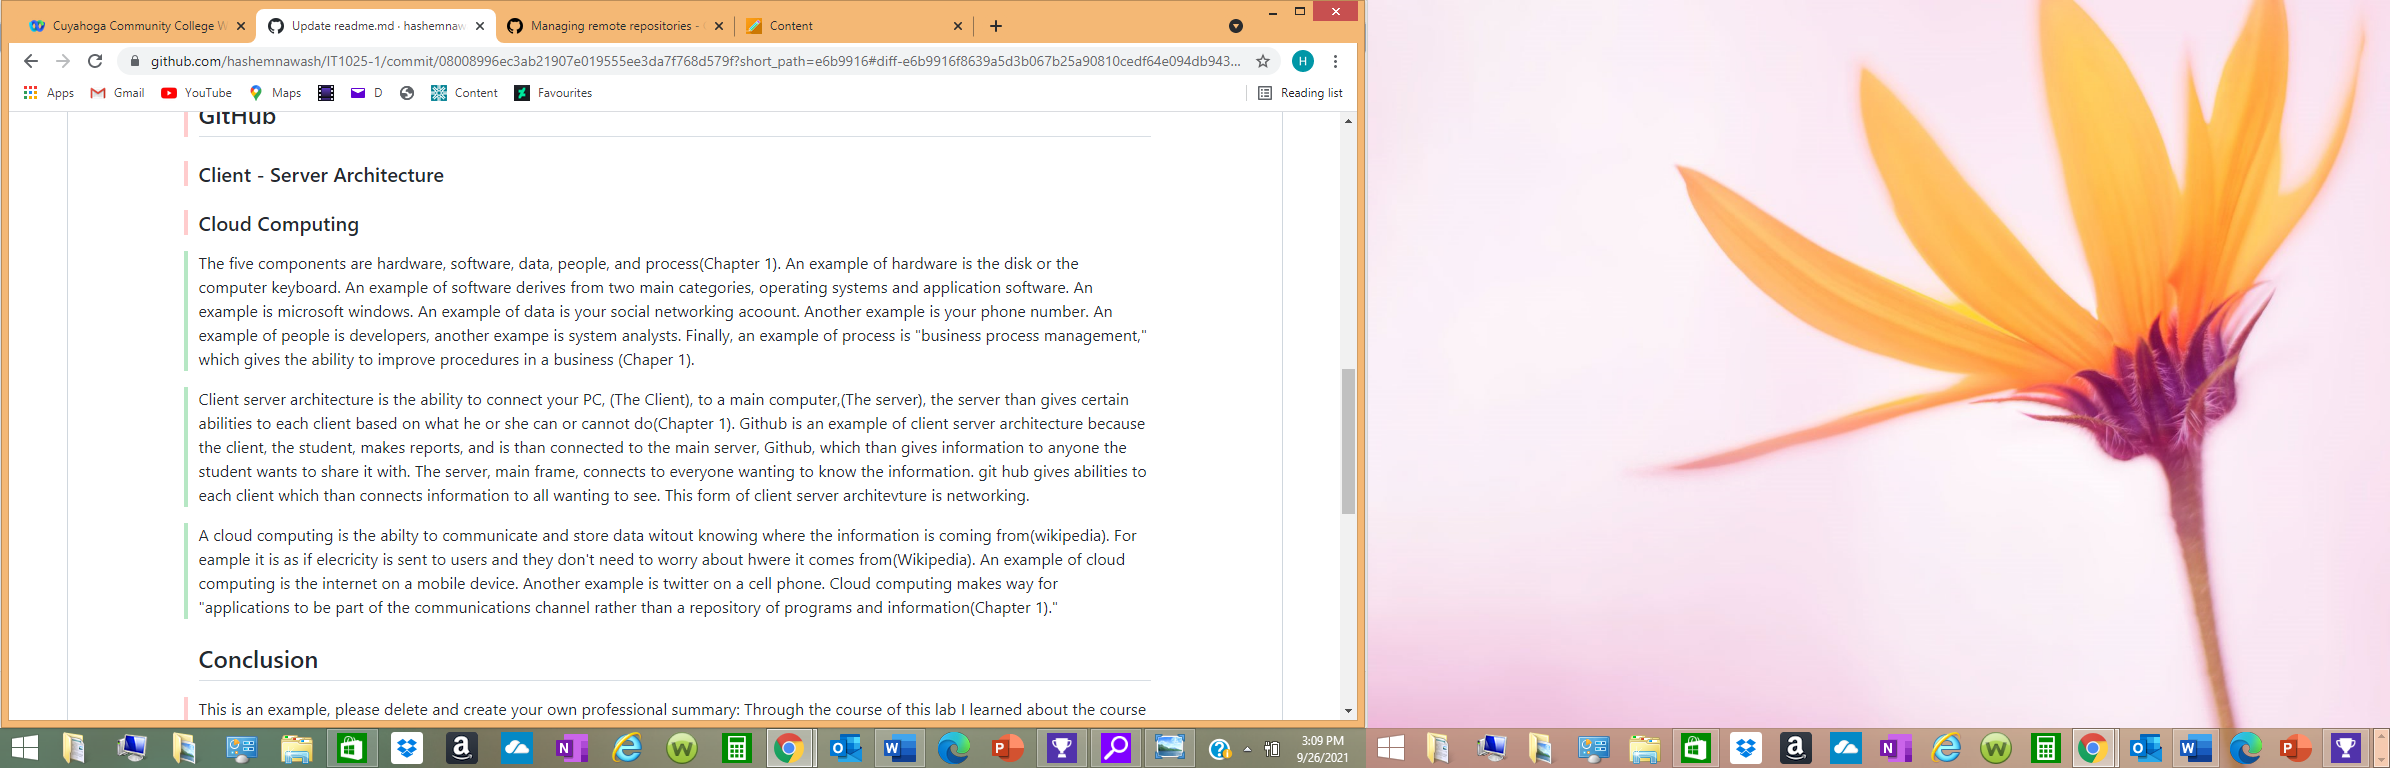 Cuyahoga Community College W
Update readme.md · hashemnaw
Managing remote repositories - G
Content
github.com/hashemnawash/IT1025-1/commit/08008996ec3ab21907e019555ee3da7f768d579f?short_path=e6b9916#diff-e6b9916f8639a5d3b067b25a90810cedf64e094db943...
H
Apps
Gmail
YouTube
Maps
D
Content
Favourites
Reading list
GitHub
Client - Server Architecture
Cloud Computing
The five components are hardware, software, data, people, and process(Chapter 1). An example of hardware is the disk or the
computer keyboard. An example of software derives from two main categories, operating systems and application software. An
example is microsoft windows. An example of data is your social networking acoount. Another example is your phone number. An
example of people is developers, another exampe is system analysts. Finally, an example of process is "business process management,"
which gives the ability to improve procedures in a business (Chaper 1).
Client server architecture is the ability to connect your PC, (The Client), to a main computer,(The server), the server than gives certain
abilities to each client based on what he or she can or cannot do(Chapter 1). Github is an example of client server architecture because
the client, the student, makes reports, and is than connected to the main server, Github, which than gives information to anyone the
student wants to share it with. The server, main frame, connects to everyone wanting to know the information. git hub gives abilities to
each client which than connects information to all wanting to see. This form of client server architevture is networking.
A cloud computing is the abilty to communicate and store data witout knowing where the information is coming from(wikipedia). For
eample it is as if elecricity is sent to users and they don't need to worry about hwere it comes from(Wikipedia). An example of cloud
computing is the internet on a mobile device. Another example is twitter on a cell phone. Cloud computing makes way for
"applications to be part of the communications channel rather than a repository of programs and information(Chapter 1)."
Conclusion
This is an example, please delete and create your own professional summary: Through the course of this lab I learned about the course
3:09 PM
9/26/2021